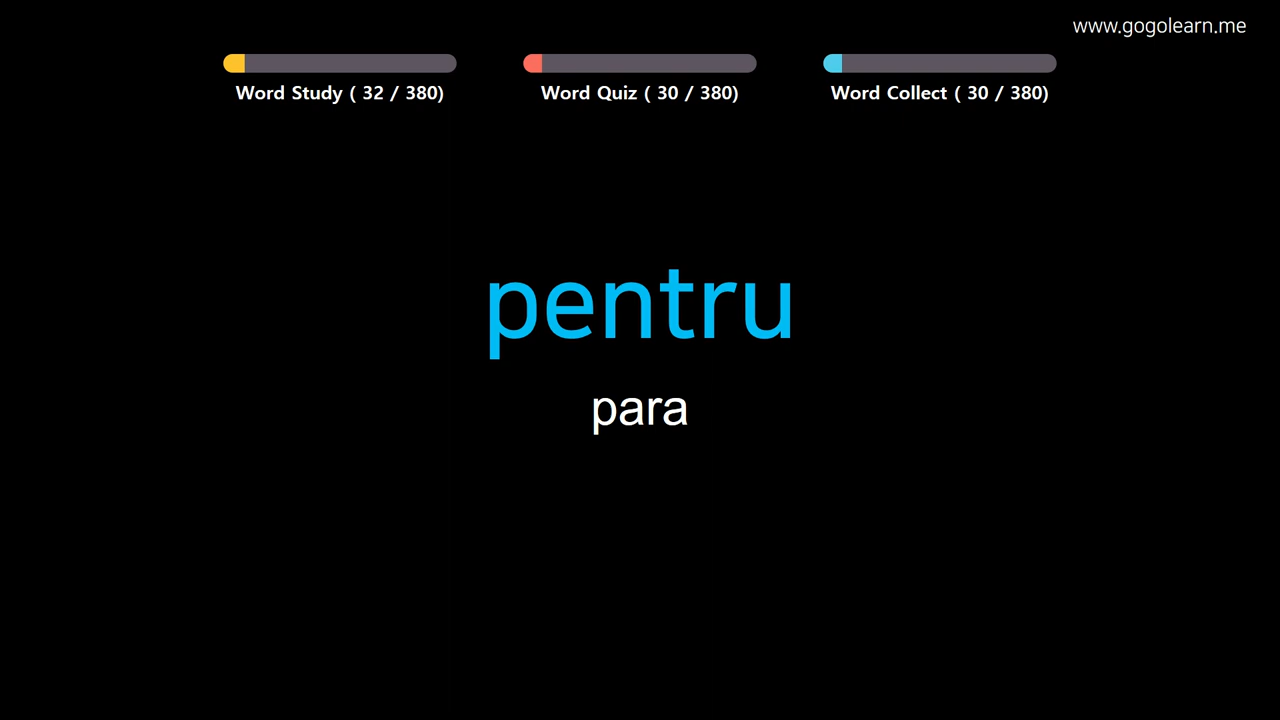 www.gogolearn.me
Word Study ( 32 / 380)
Word Quiz ( 30 / 380)
Word Collect ( 30 / 380)
pentru
para